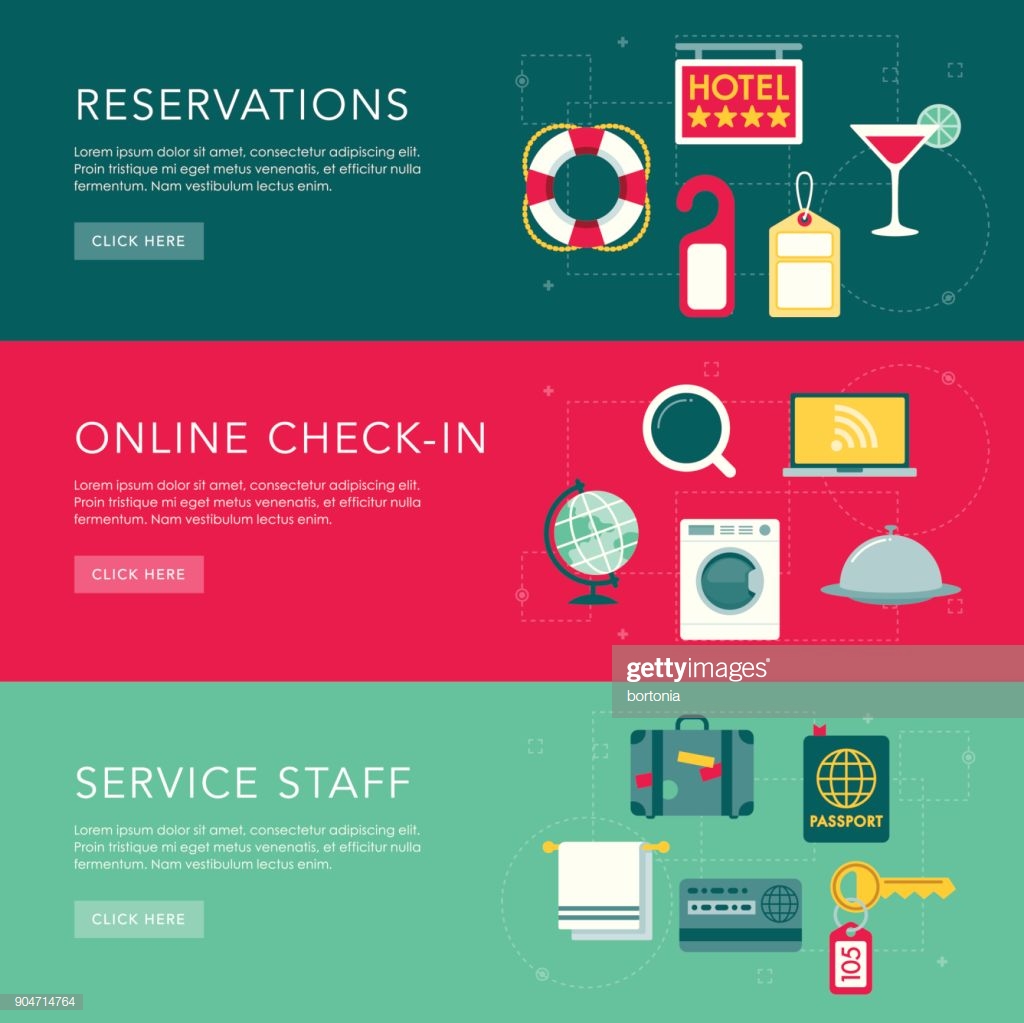 RESERVATIONS
Lorem ipsum dolor sit amet, consectetur adipiscing elit.
Proin tristique mi eget metus venenatis, et metus nulla
fermentum. Nam vestibulum lectus enim.
CLICK HERE
HOTEL
ONLINE CHECK-IN
Lorem ipsum dolor sit amet, consectetur adipiscing elit.
Proin tristique mi eget metus venenatis, et metus nulla
fermentum. Nam vestibulum lectus enim.
CLICK HERE
gettyimages®
bortonia
SERVICE STAFF
Lorem ipsum dolor sit amet, consectetur adipiscing elit.
Proin tristique mi eget metus venenatis, et metus nulla
fermentum. Nam vestibulum lectus enim.
CLICK HERE
PASSPORT
105
904714764